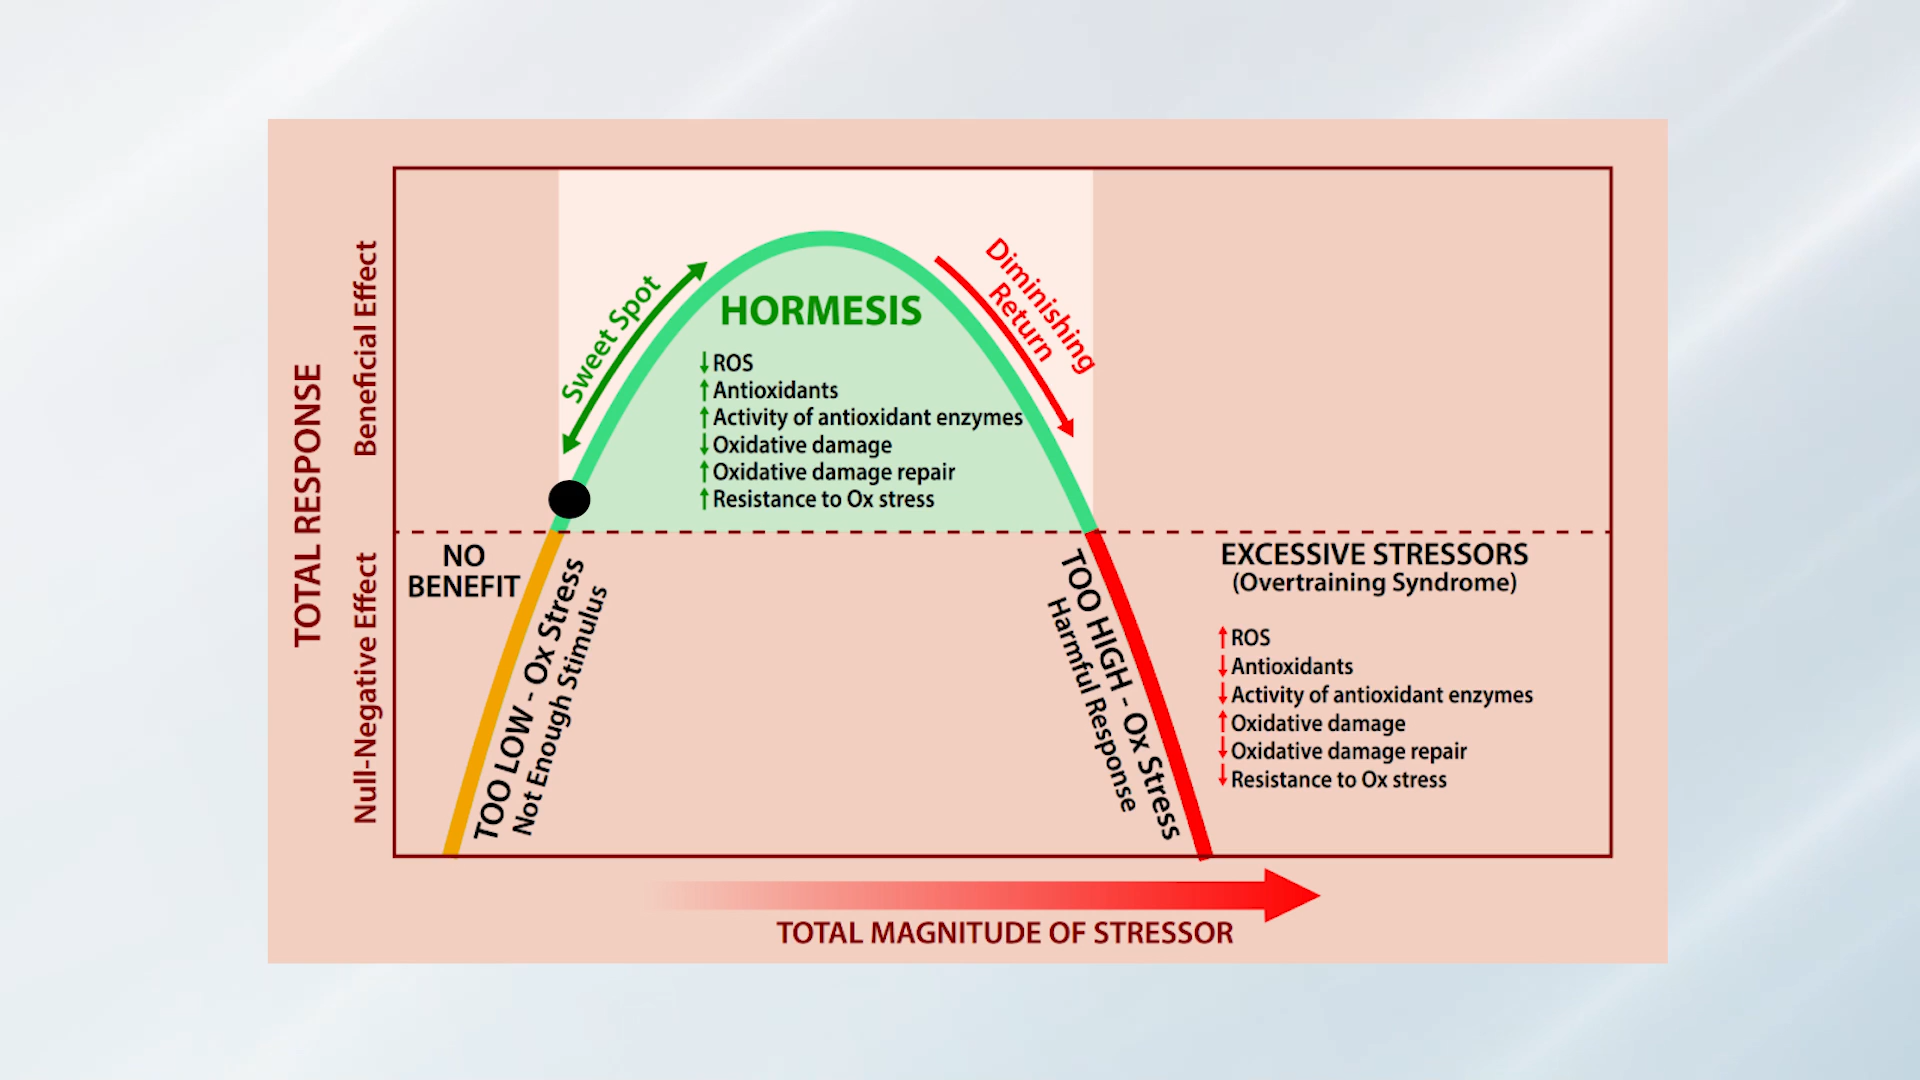 TOTAL RESPONSE
Beneficial Effect
Null-Negative Effect
Sweet Spot
HORMESIS
↓ROS
↑Antioxidants
↑Activity of antioxidant enzymes
↓Oxidative damage
↑Oxidative damage repair
↑Resistance to Ox stress
Diminishing
Return
NO
BENEFIT
TOO LOW - Ox Stress
Not Enough Stimulus
TOO HIGH - Ox Stress
Harmful Response
EXCESSIVE STRESSORS
(Overtraining Syndrome)
↑ROS
↓Antioxidants
↓Activity of antioxidant enzymes
↑Oxidative damage
↓Oxidative damage repair
↓Resistance to Ox stress
TOTAL MAGNITUDE OF STRESSOR